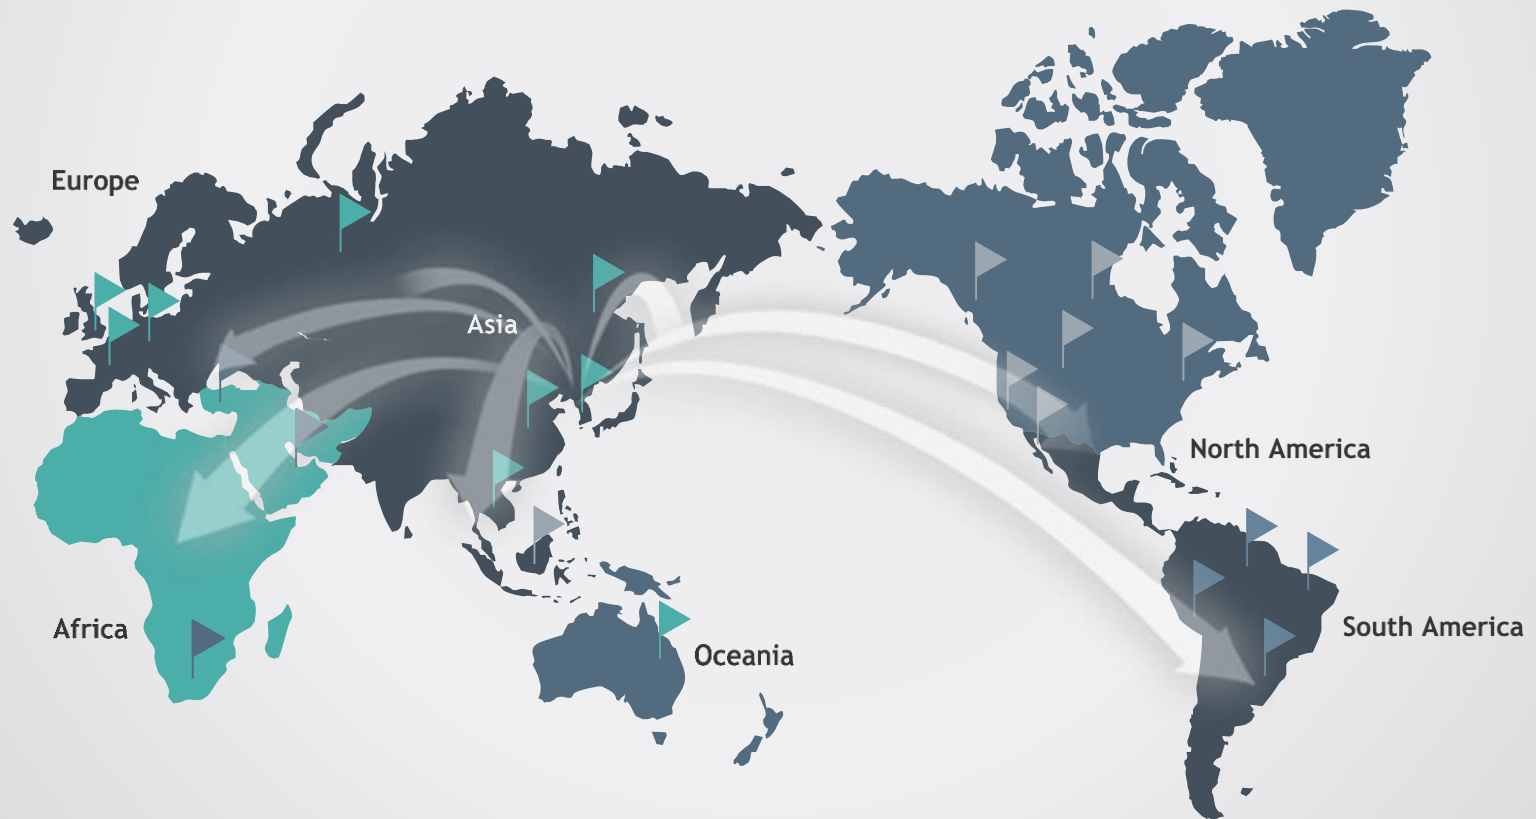 Europe
Asia
North America
Africa
South America
Oceania